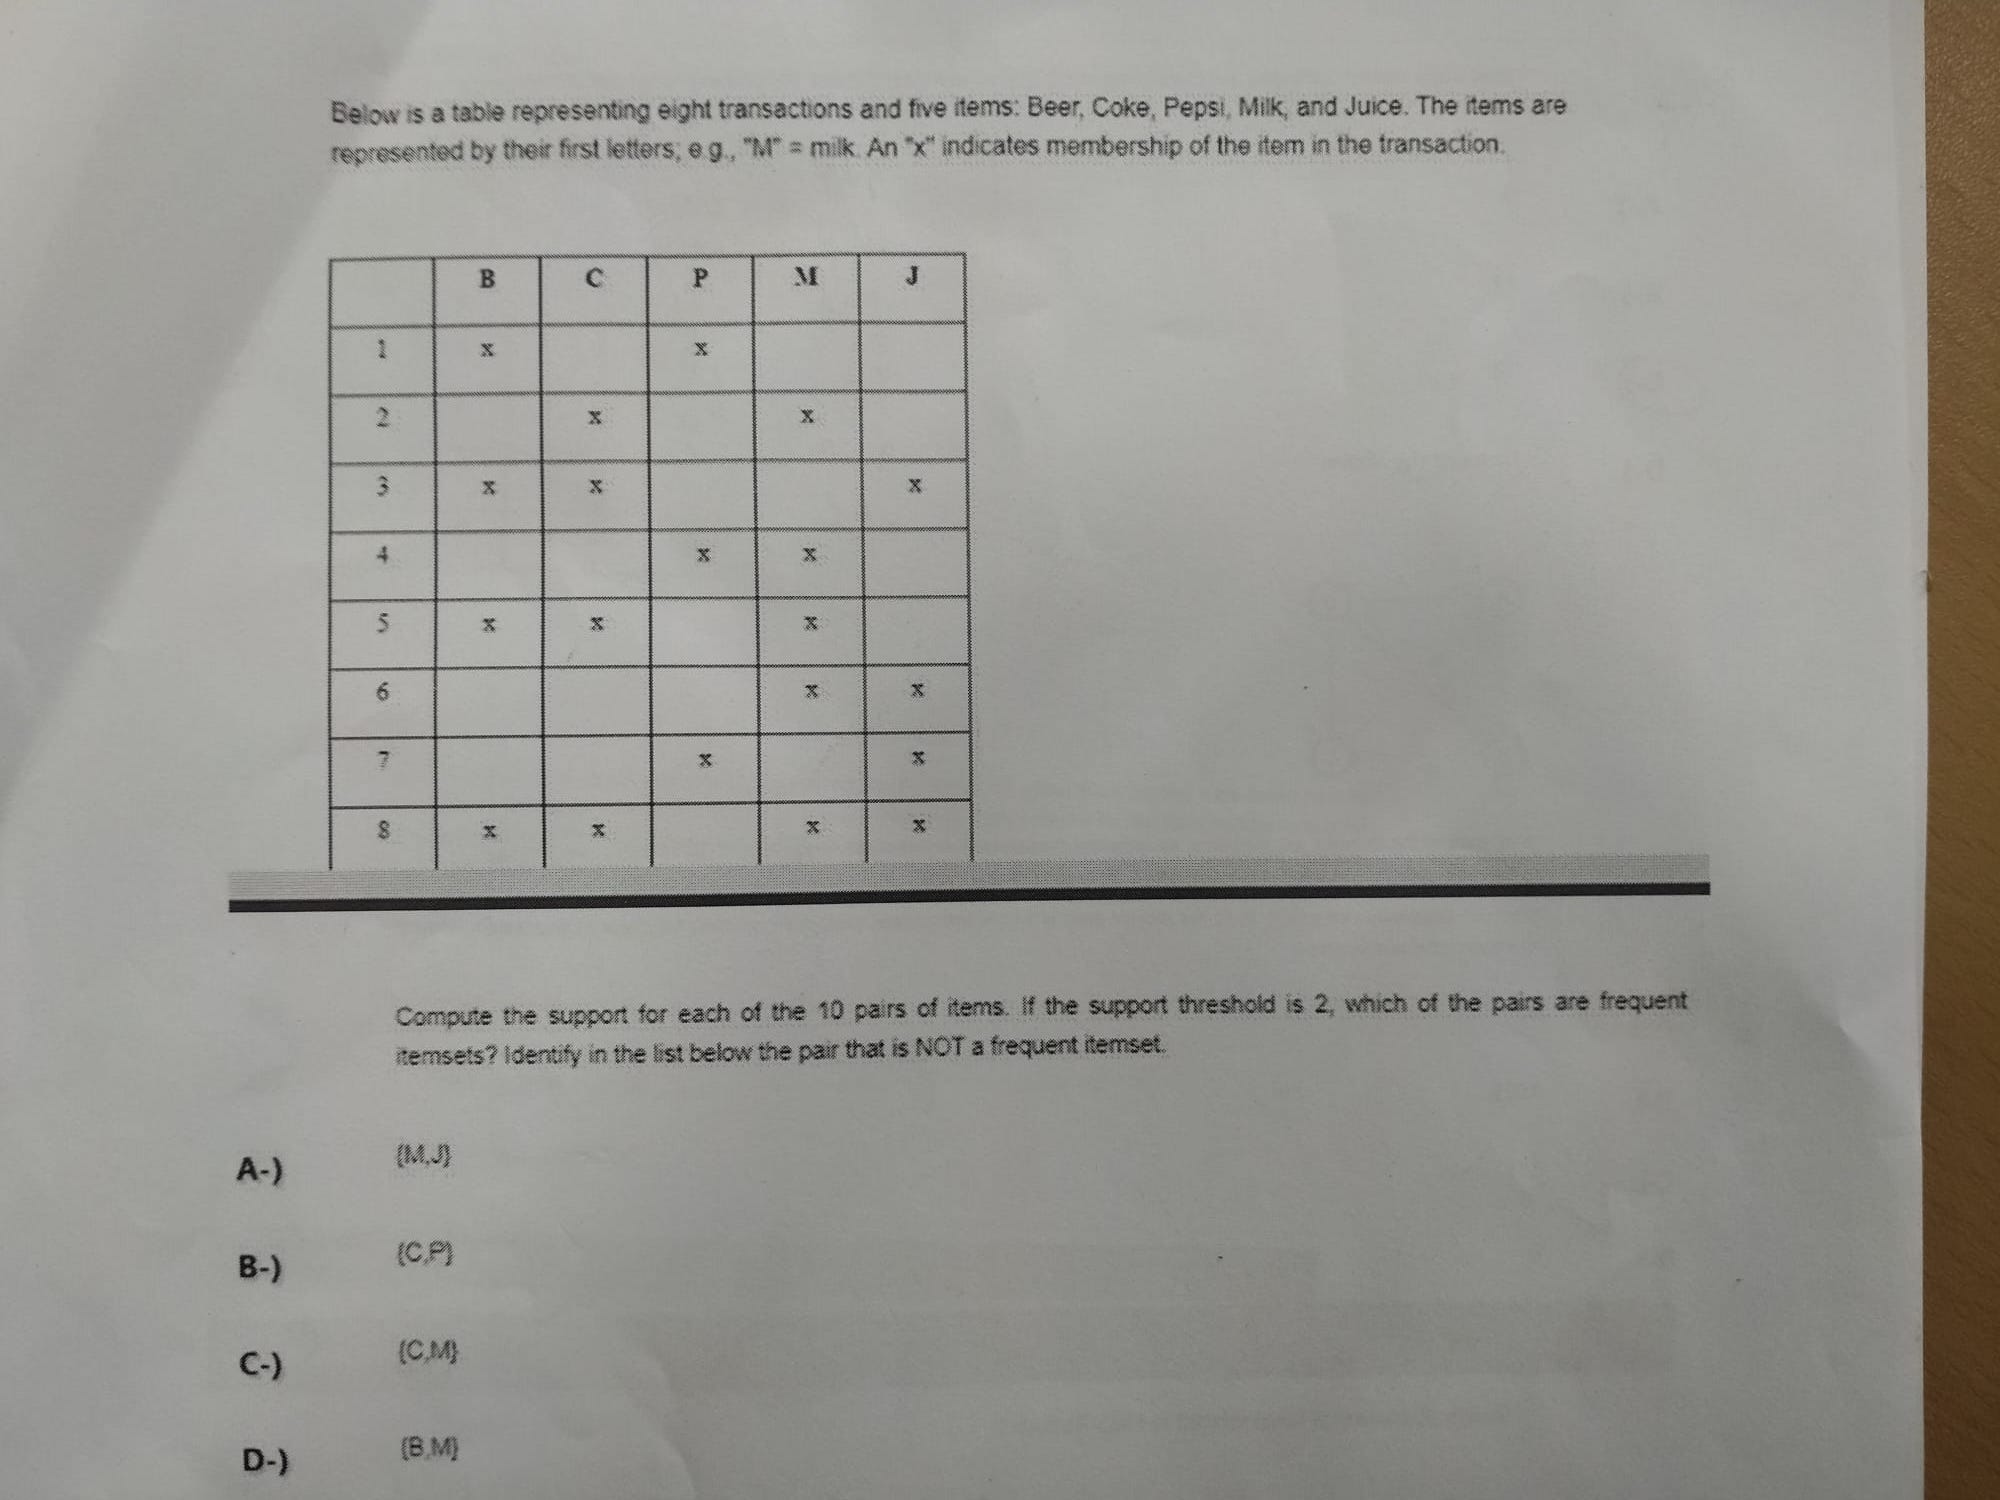 Below is a table representing eight transactions and five items: Beer, Coke, Pepsi, Milk, and Juice. The items are
represented by their first letters; e.g., "M" = milk. An "x" indicates membership of the item in the transaction.
B C P M J
1 x x
2 x x
3 x x x
4 x x
5 x x x
6 x x
7 x x
8 x x x x
Compute the support for each of the 10 pairs of items. If the support threshold is 2, which of the pairs are frequent
itemsets? Identify in the list below the pair that is NOT a frequent itemset.
A-) {M,J}
B-) {C,P}
C-) {C,M}
D-) {B,M}